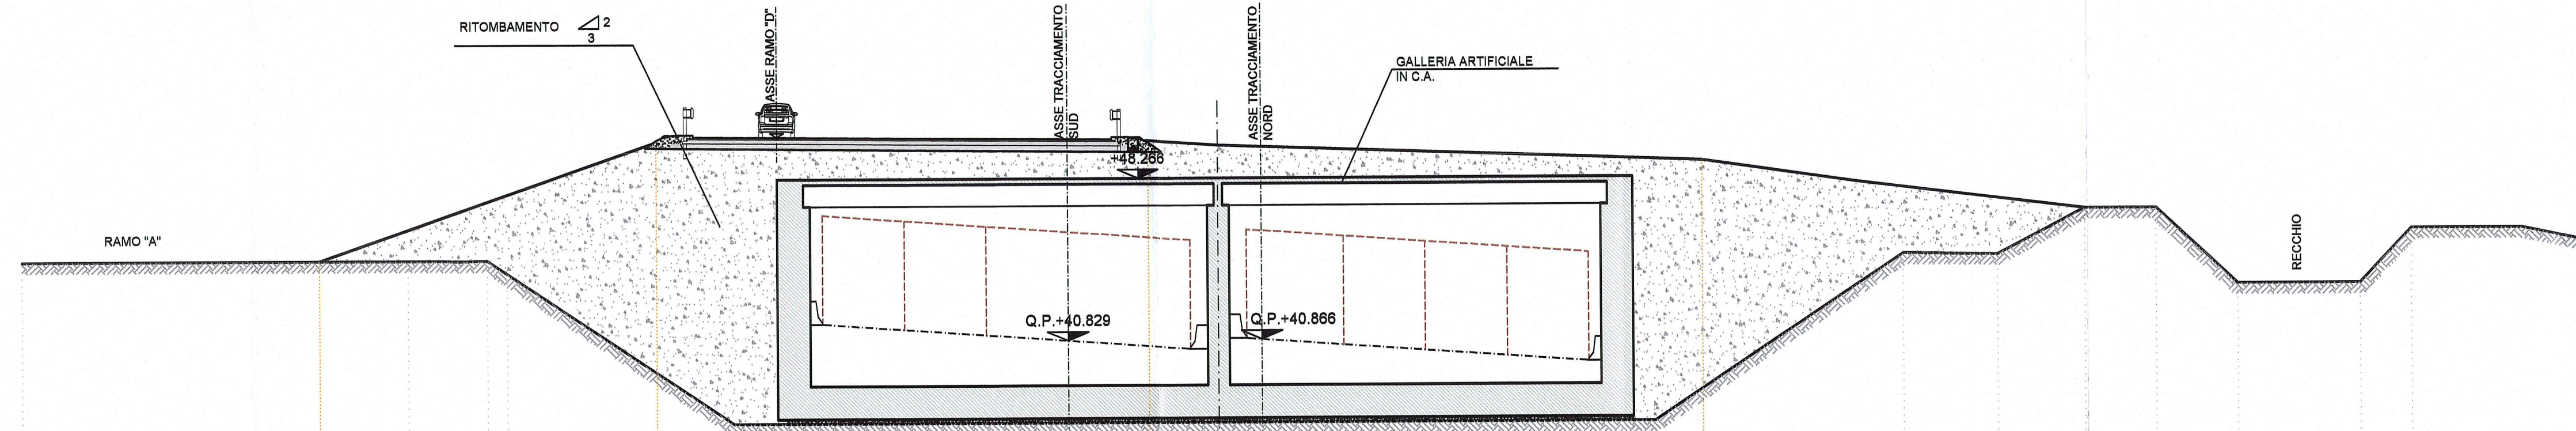 RITOMBAMENTO
2
3
ASSE RAMO "D"
ASSE TRACCIAMENTO
SUD
ASSE TRACCIAMENTO
NORD
GALLERIA ARTIFICIALE
IN C.A.
+48.266
RAMO "A"
RECCHIO
Q.P.+40.829
Q.P.+40.866